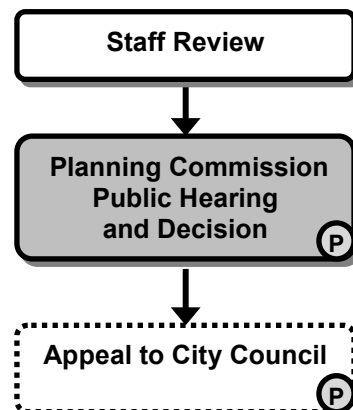 Staff Review
Planning Commission
Public Hearing
and Decision
P
Appeal to City Council
P